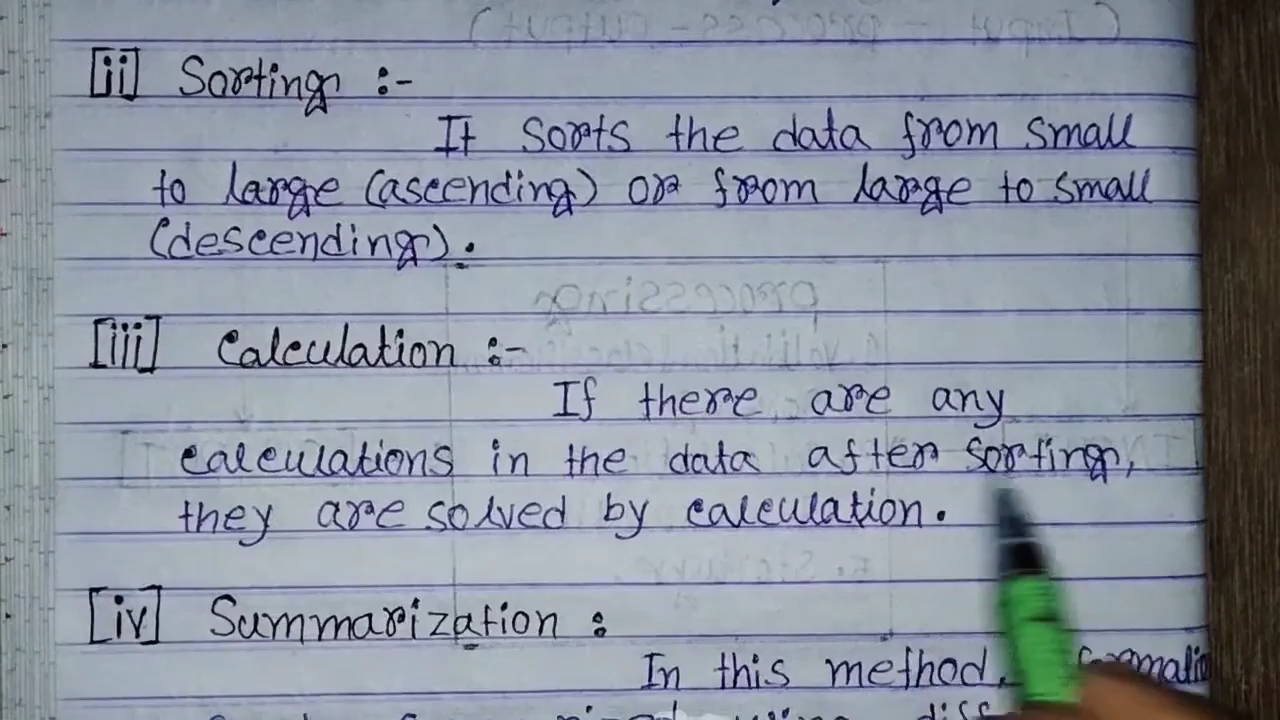 [ii] Sorting :-
It sorts the data from small
to large (ascending) or from large to small
(descending).
[iii] Calculation :-
If there are any
calculations in the data after sorting,
they are solved by calculation.
[iv] Summarization :
In this method,